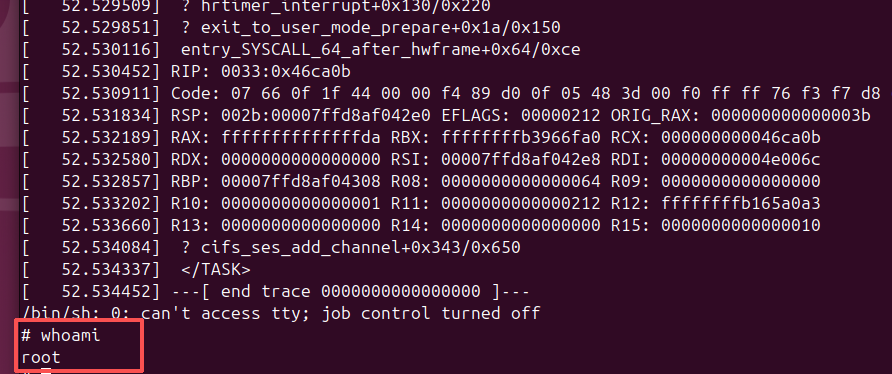 [   52.529509]  ? hrtimer_interrupt+0x130/0x220
[   52.529851]  ? exit_to_user_mode_prepare+0x1a/0x150
[   52.530116]  entry_SYSCALL_64_after_hwframe+0x64/0xce
[   52.530452] RIP: 0033:0x46ca0b
[   52.530911] Code: 07 66 0f 1f 44 00 00 f4 89 d0 0f 05 48 3d 00 f0 ff ff 76 f3 f7 d8
[   52.531834] RSP: 002b:00007ffd8af042e0 EFLAGS: 00000212 ORIG_RAX: 000000000000003b
[   52.532189] RAX: ffffffffffffffda RBX: ffffffffb3966fa0 RCX: 000000000046ca0b
[   52.532580] RDX: 0000000000000000 RSI: 00007ffd8af042e8 RDI: 00000000004e006c
[   52.532857] RBP: 00007ffd8af04308 R08: 0000000000000064 R09: 0000000000000000
[   52.533202] R10: 0000000000000001 R11: 0000000000000212 R12: ffffffffb165a0a3
[   52.533660] R13: 0000000000000000 R14: 0000000000000000 R15: 0000000000000010
[   52.534084]  ? cifs_ses_add_channel+0x343/0x650
[   52.534337]  </TASK>
[   52.534452] ---[ end trace 0000000000000000 ]---
/bin/sh: 0: can't access tty; job control turned off
# whoami
root